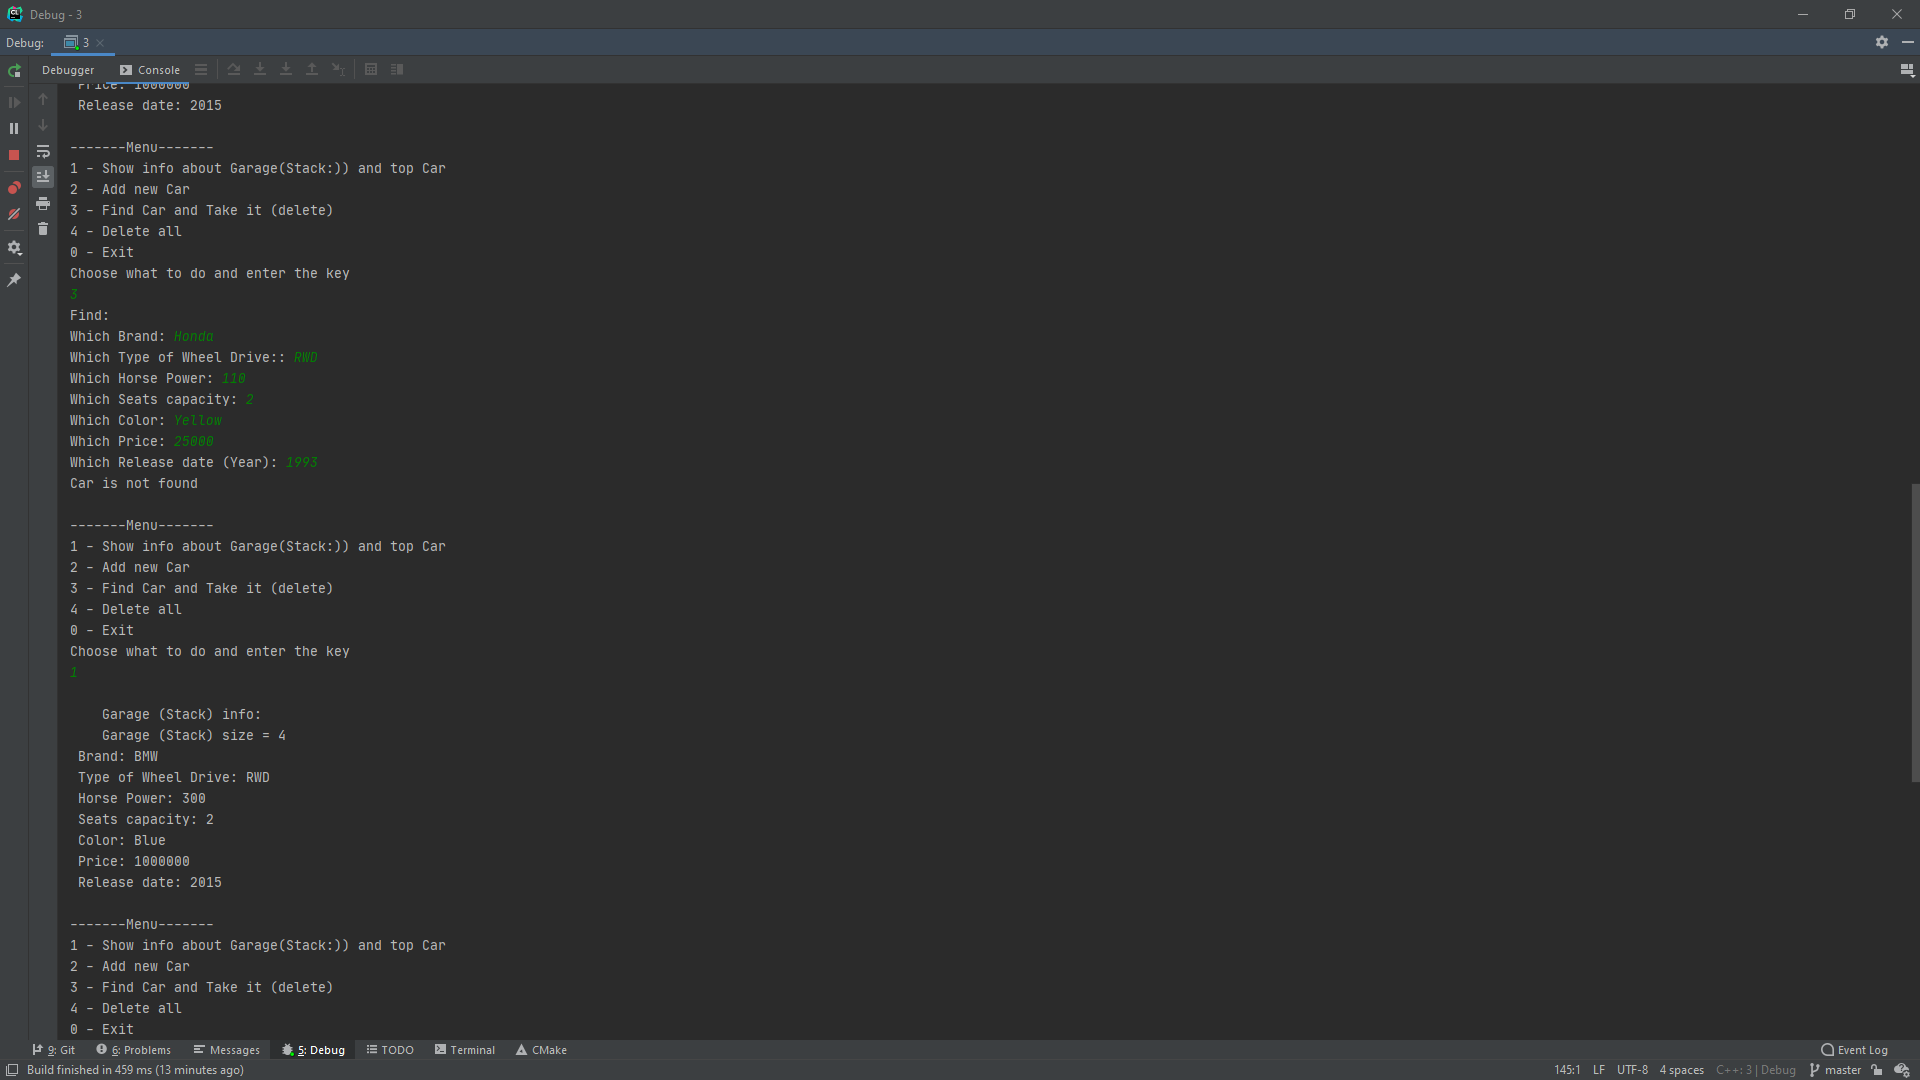 Debug - 3
Debug: 3
Debugger Console
Price: 1000000
Release date: 2015
-------Menu-------
1 - Show info about Garage(Stack:)) and top Car
2 - Add new Car
3 - Find Car and Take it (delete)
4 - Delete all
0 - Exit
Choose what to do and enter the key
3
Find:
Which Brand: Honda
Which Type of Wheel Drive:: RWD
Which Horse Power: 110
Which Seats capacity: 2
Which Color: Yellow
Which Price: 25000
Which Release date (Year): 1993
Car is not found
-------Menu-------
1 - Show info about Garage(Stack:)) and top Car
2 - Add new Car
3 - Find Car and Take it (delete)
4 - Delete all
0 - Exit
Choose what to do and enter the key
1
Garage (Stack) info:
Garage (Stack) size = 4
Brand: BMW
Type of Wheel Drive: RWD
Horse Power: 300
Seats capacity: 2
Color: Blue
Price: 1000000
Release date: 2015
-------Menu-------
1 - Show info about Garage(Stack:)) and top Car
2 - Add new Car
3 - Find Car and Take it (delete)
4 - Delete all
0 - Exit
9: Git 6: Problems Messages 5: Debug TODO Terminal CMake Event Log
Build finished in 459 ms (13 minutes ago) 145:1 LF UTF-8 4 spaces C++: 3 | Debug master